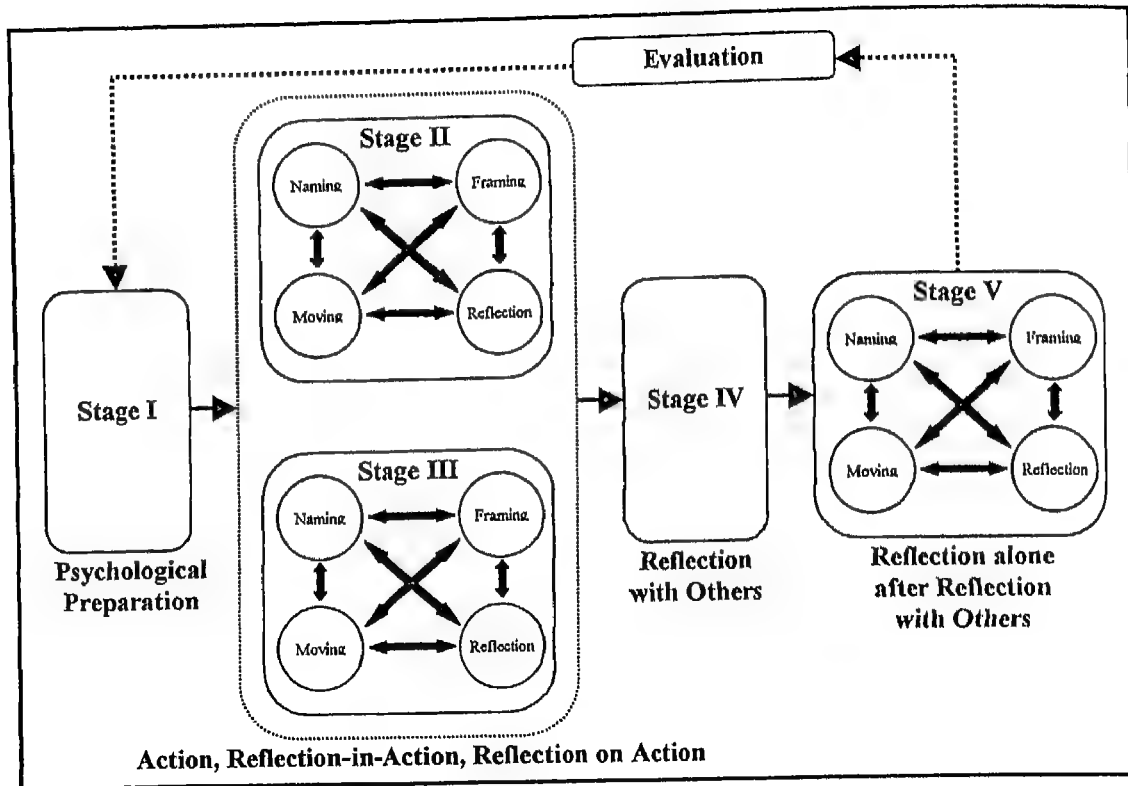 Evaluation
Stage II
Naming
Framing
Moving
Reflection
Stage I
Psychological
Preparation
Stage III
Naming
Framing
Moving
Reflection
Action, Reflection-in-Action, Reflection on Action
Stage IV
Reflection
with Others
Stage V
Naming
Framing
Moving
Reflection
Reflection alone
after Reflection
with Others